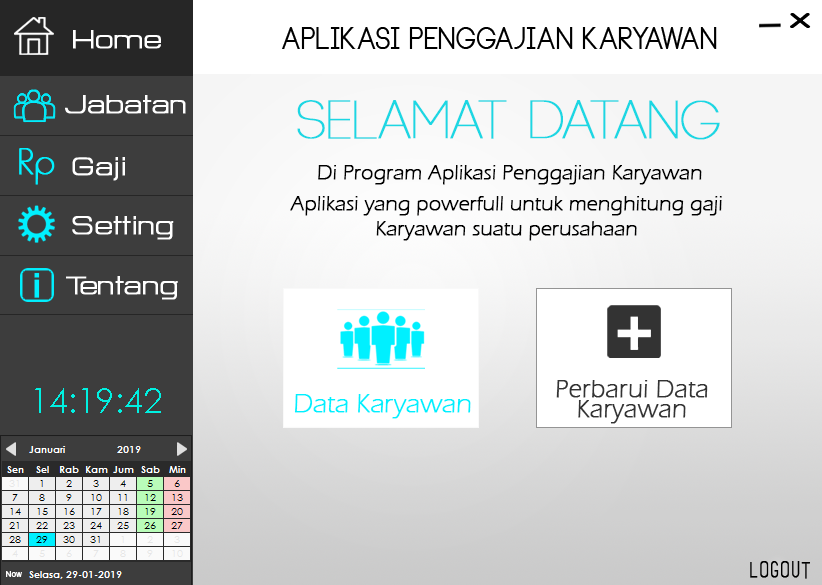 Home
Jabatan
Rp Gaji
Setting
Tentang
14:19:42
Januari 2019
Sen Sel Rab Kam Jum Sab Min
31 1 2 3 4 5 6
7 8 9 10 11 12 13
14 15 16 17 18 19 20
21 22 23 24 25 26 27
28 29 30 31 1 2 3
4 5 6 7 8 9 10
Now Selasa, 29-01-2019
APLIKASI PENGGAJIAN KARYAWAN
SELAMAT DATANG
Di Program Aplikasi Penggajian Karyawan
Aplikasi yang powerfull untuk menghitung gaji
Karyawan suatu perusahaan
Data Karyawan
Perbarui Data
Karyawan
LOGOUT